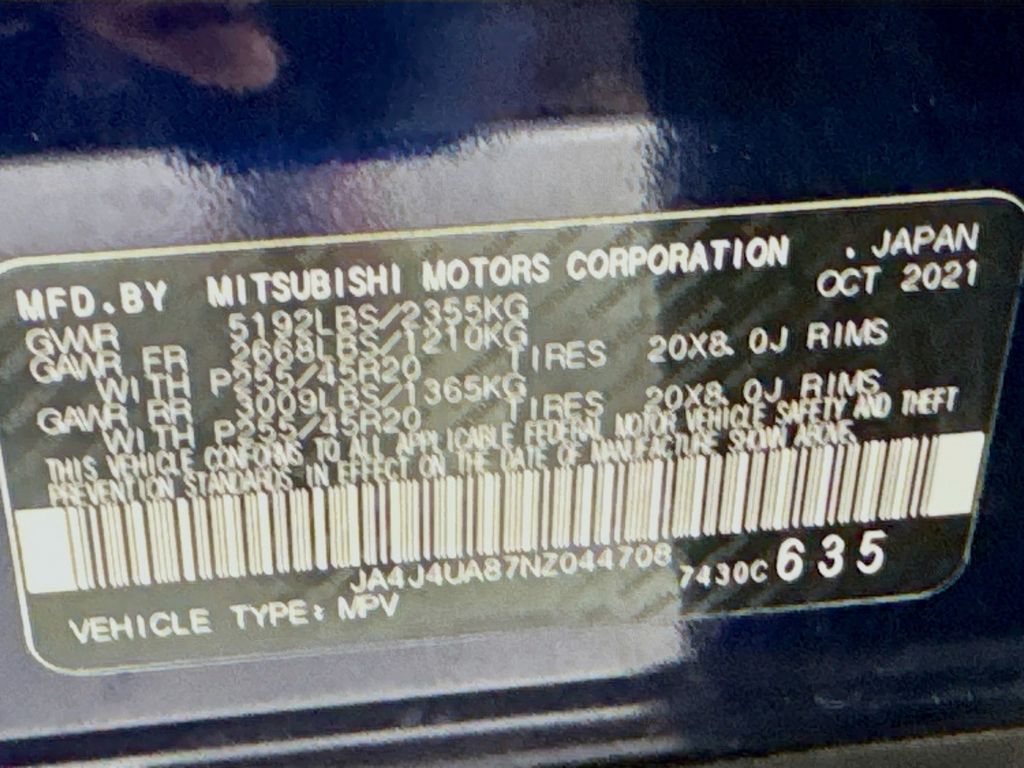 MFD.BY MITSUBISHI MOTORS CORPORATION . JAPAN
OCT 2021
GVWR 5192LBS/2355KG
GAWR FR 2668LBS/1210KG
WITH P255/45R20 TIRES 20X8.0J RIMS
GAWR RR 3009LBS/1365KG
WITH P255/45R20 TIRES 20X8.0J RIMS
THIS VEHICLE CONFORMS TO ALL APPLICABLE FEDERAL MOTOR VEHICLE SAFETY AND THEFT
PREVENTION STANDARDS IN EFFECT ON THE DATE OF MANUFACTURE SHOWN ABOVE.
JA4J4UA87NZ044708 7430C 635
VEHICLE TYPE: MPV